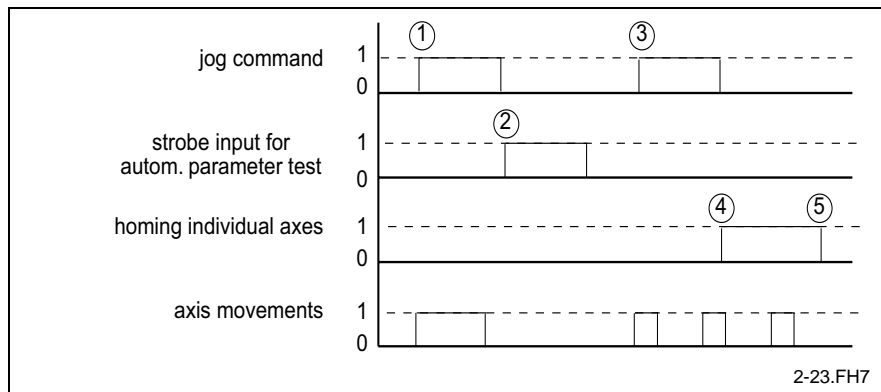 ① ③
jog command 1
0
②
strobe input for
autom. parameter test
1
0
④ ⑤
homing individual axes 1
0
axis movements 1
0
2-23.FH7